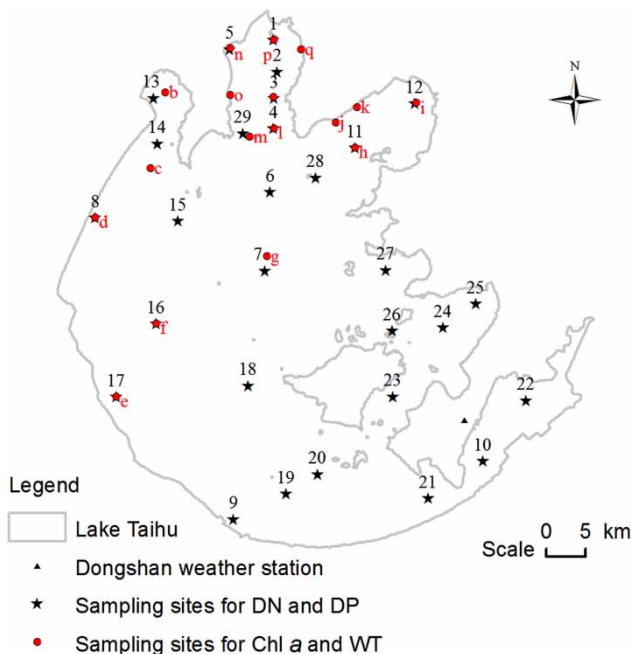 1
5
n
p
q
2
N
13
b
o
3
12
i
k
4
l
j
29
m
11
h
14
c
28
6
8
d
15
g
7
27
25
16
f
26
24
18
17
e
23
22
10
20
19
21
9
Legend
Lake Taihu
0 5 km
Scale
Dongshan weather station
Sampling sites for DN and DP
Sampling sites for Chl a and WT